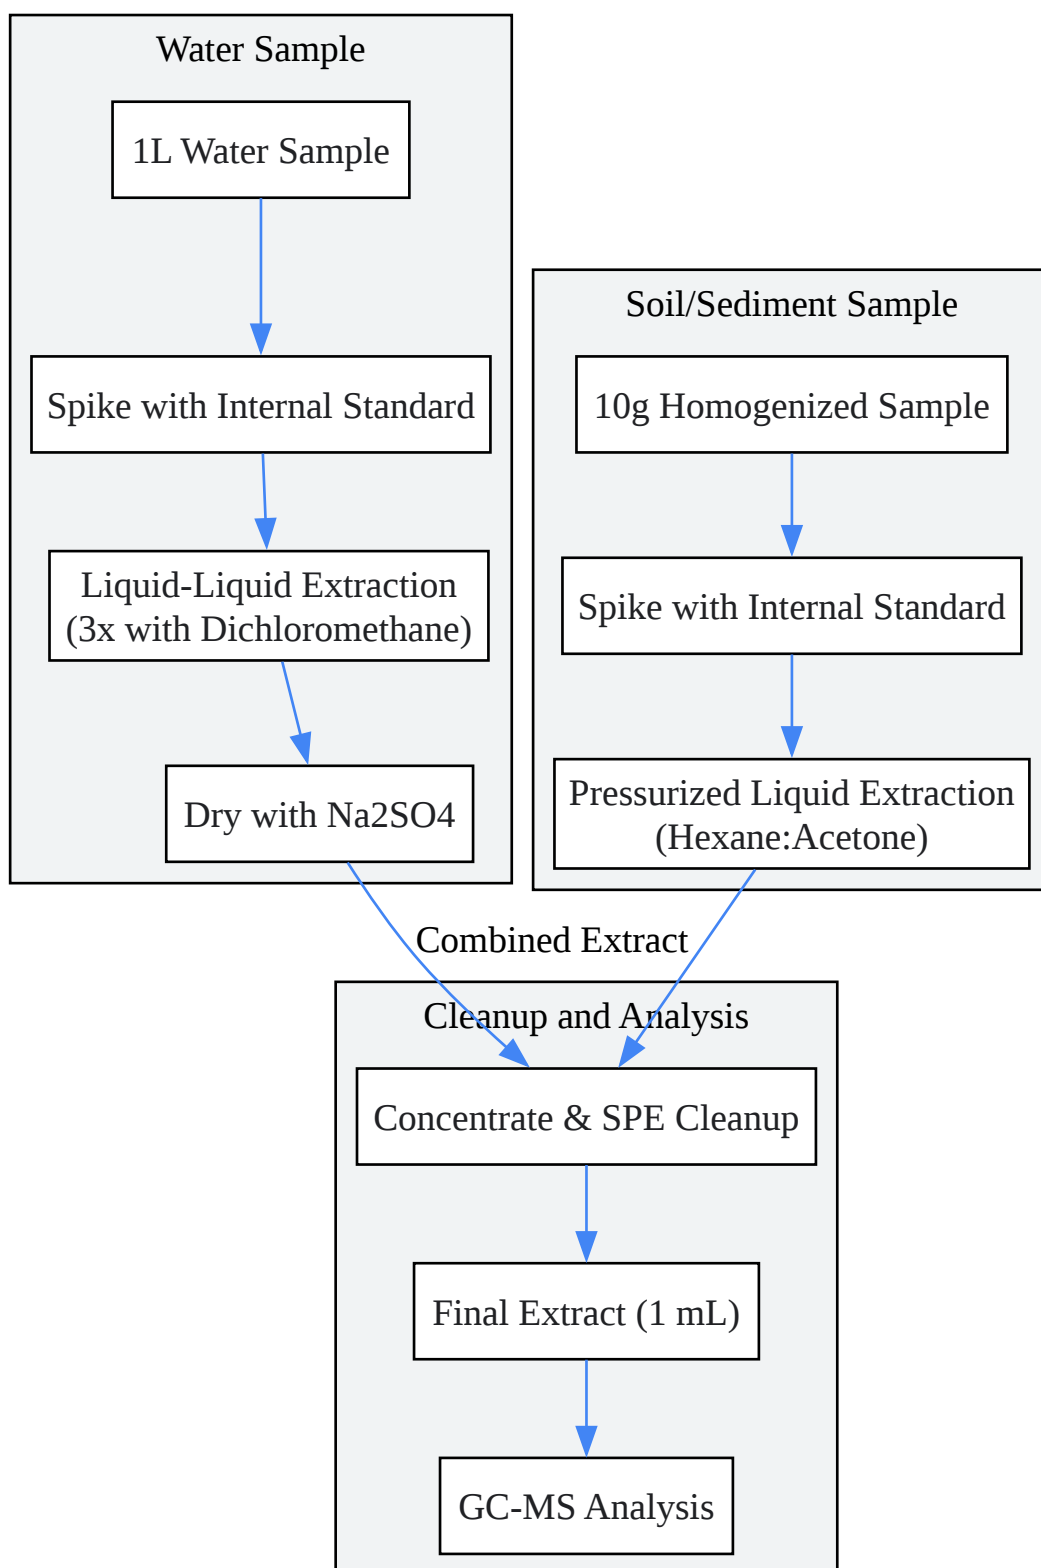 Water Sample
1L Water Sample
Spike with Internal Standard
Liquid-Liquid Extraction
(3x with Dichloromethane)
Dry with Na2SO4
Soil/Sediment Sample
10g Homogenized Sample
Spike with Internal Standard
Pressurized Liquid Extraction
(Hexane:Acetone)
Combined Extract
Cleanup and Analysis
Concentrate & SPE Cleanup
Final Extract (1 mL)
GC-MS Analysis